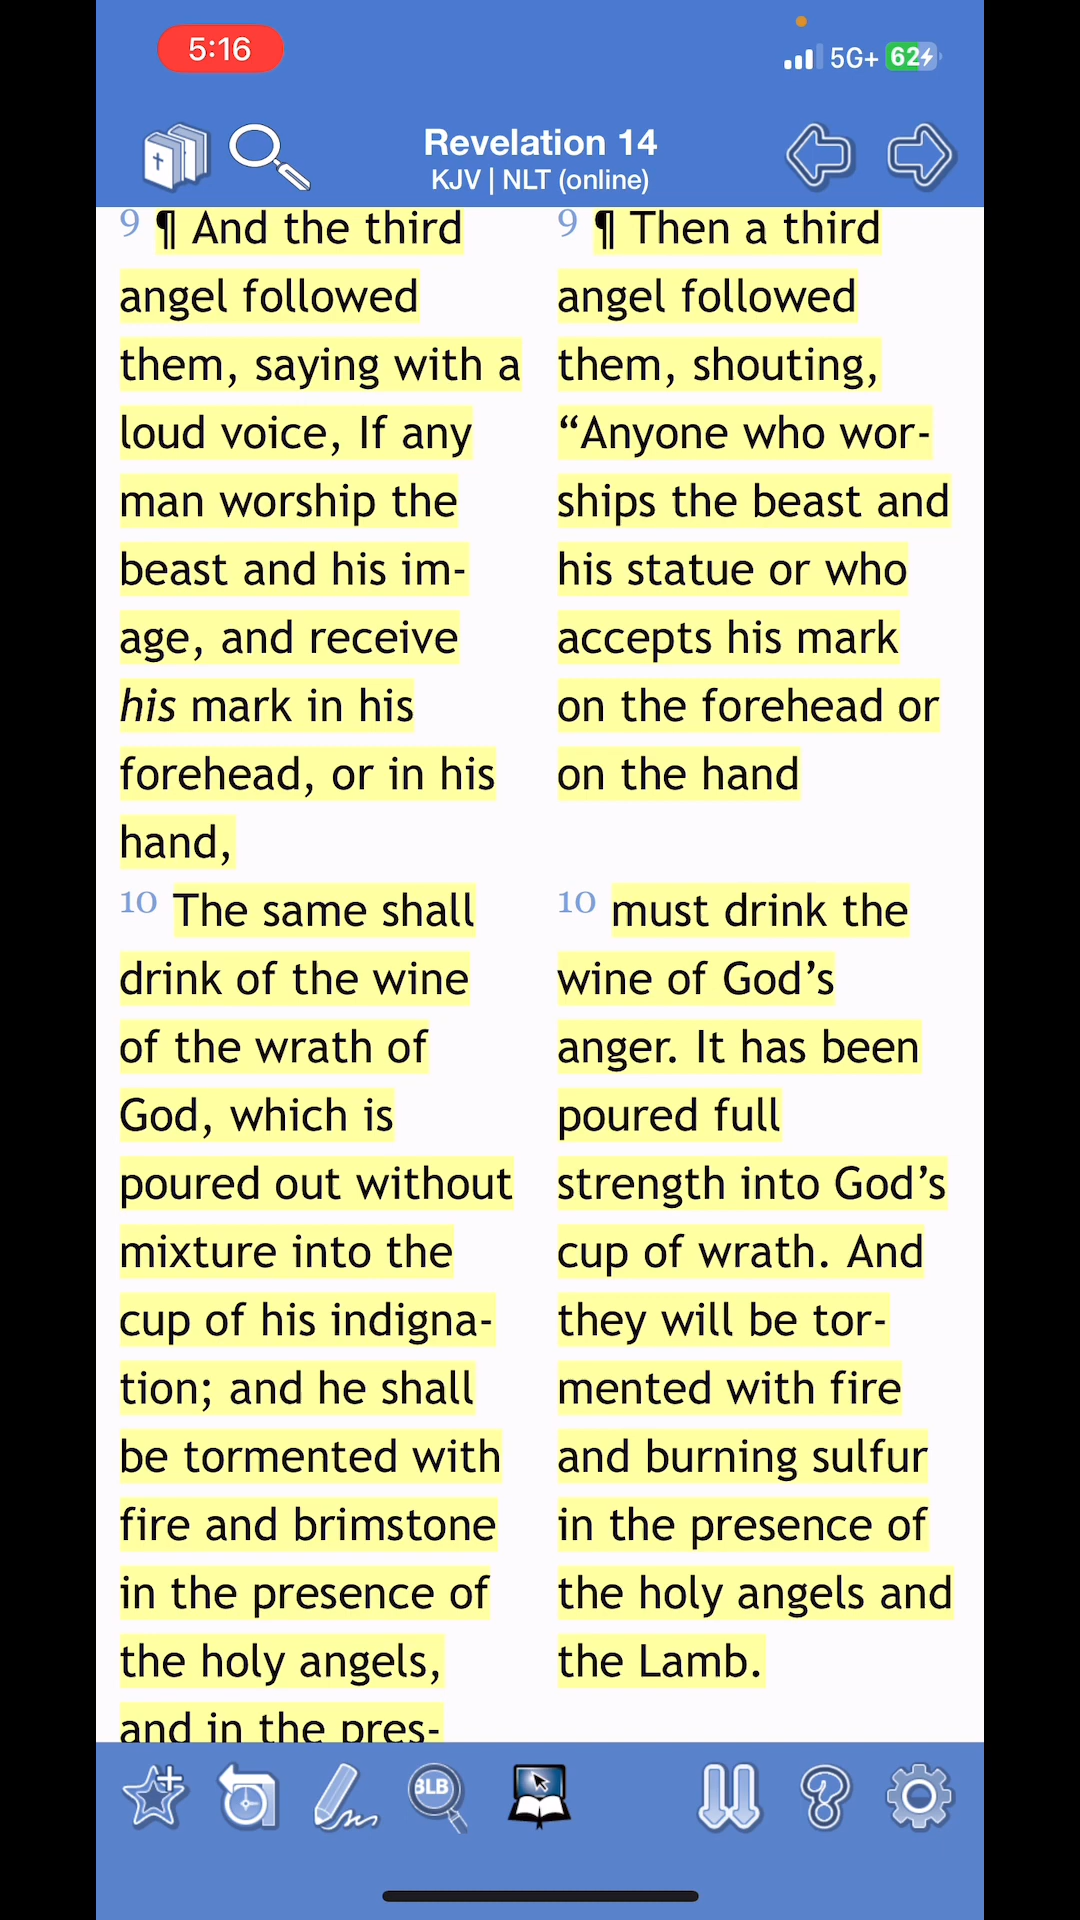 5:16
5G+ 62
Revelation 14
KJV | NLT (online)
9 ¶ And the third
angel followed
them, saying with a
loud voice, If any
man worship the
beast and his im-
age, and receive
his mark in his
forehead, or in his
hand,
10 The same shall
drink of the wine
of the wrath of
God, which is
poured out without
mixture into the
cup of his indigna-
tion; and he shall
be tormented with
fire and brimstone
in the presence of
the holy angels,
and in the pres-
9 ¶ Then a third
angel followed
them, shouting,
“Anyone who wor-
ships the beast and
his statue or who
accepts his mark
on the forehead or
on the hand
10 must drink the
wine of God’s
anger. It has been
poured full
strength into God’s
cup of wrath. And
they will be tor-
mented with fire
and burning sulfur
in the presence of
the holy angels and
the Lamb.
BLB